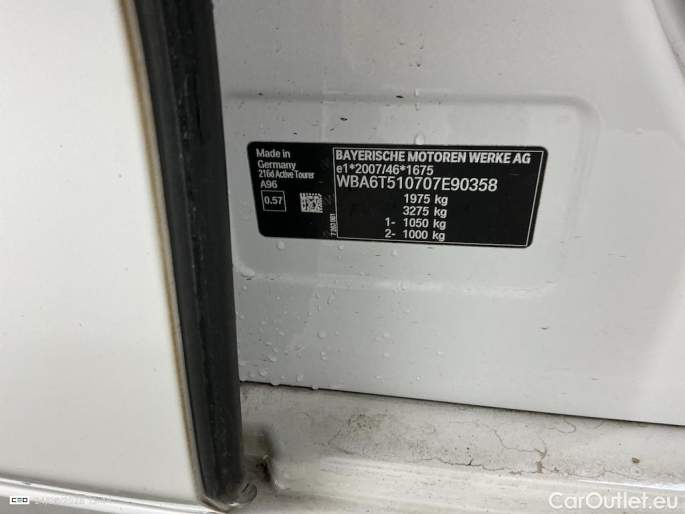 BAYERISCHE MOTOREN WERKE AG
e1*2007/46*1675
WBA6T510707E90358
1975 kg
3275 kg
1- 1050 kg
2- 1000 kg
Made in
Germany
216d Active Tourer
A96
0.57
CarOutlet.eu